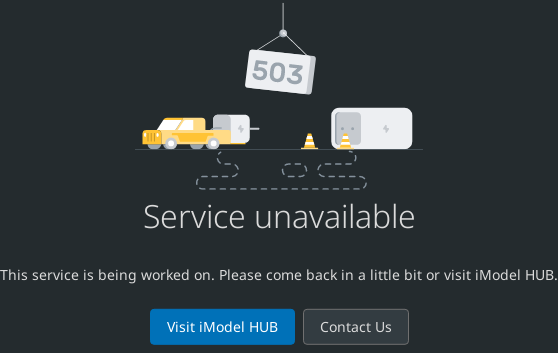 503
Service unavailable
This service is being worked on. Please come back in a little bit or visit iModel HUB.
Visit iModel HUB
Contact Us